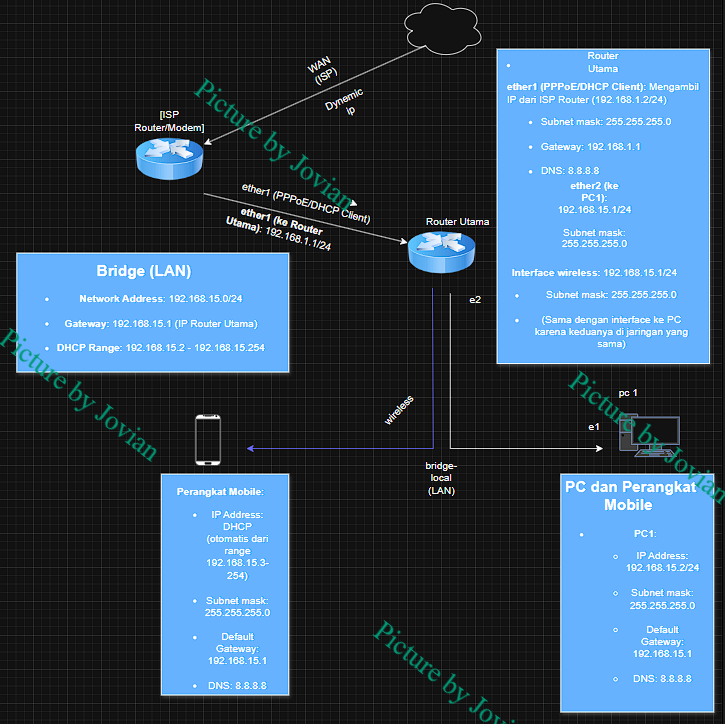 WAN
(ISP)
Dynemic
ip
[ISP
Router/Modem]
ether1 (PPPoE/DHCP Client)
ether1 (ke Router
Utama): 192.168.1.1/24
Router Utama
e2
Router
Utama
ether1 (PPPoE/DHCP Client): Mengambil
IP dari ISP Router (192.168.1.2/24)
Subnet mask: 255.255.255.0
Gateway: 192.168.1.1
DNS: 8.8.8.8
ether2 (ke
PC1):
192.168.15.1/24
Subnet mask:
255.255.255.0
Interface wireless: 192.168.15.1/24
Subnet mask: 255.255.255.0
(Sama dengan interface ke PC
karena keduanya di jaringan yang
sama)
Bridge (LAN)
Network Address: 192.168.15.0/24
Gateway: 192.168.15.1 (IP Router Utama)
DHCP Range: 192.168.15.2 - 192.168.15.254
wireless
pc 1
e1
bridge-
local
(LAN)
Perangkat Mobile:
IP Address:
DHCP
(otomatis dari
range
192.168.15.3-
254)
Subnet mask:
255.255.255.0
Default
Gateway:
192.168.15.1
DNS: 8.8.8.8
PC dan Perangkat
Mobile
PC1:
IP Address:
192.168.15.2/24
Subnet mask:
255.255.255.0
Default
Gateway:
192.168.15.1
DNS: 8.8.8.8
Picture by Jovian
Picture by Jovian
Picture by Jovian
Picture by Jovian